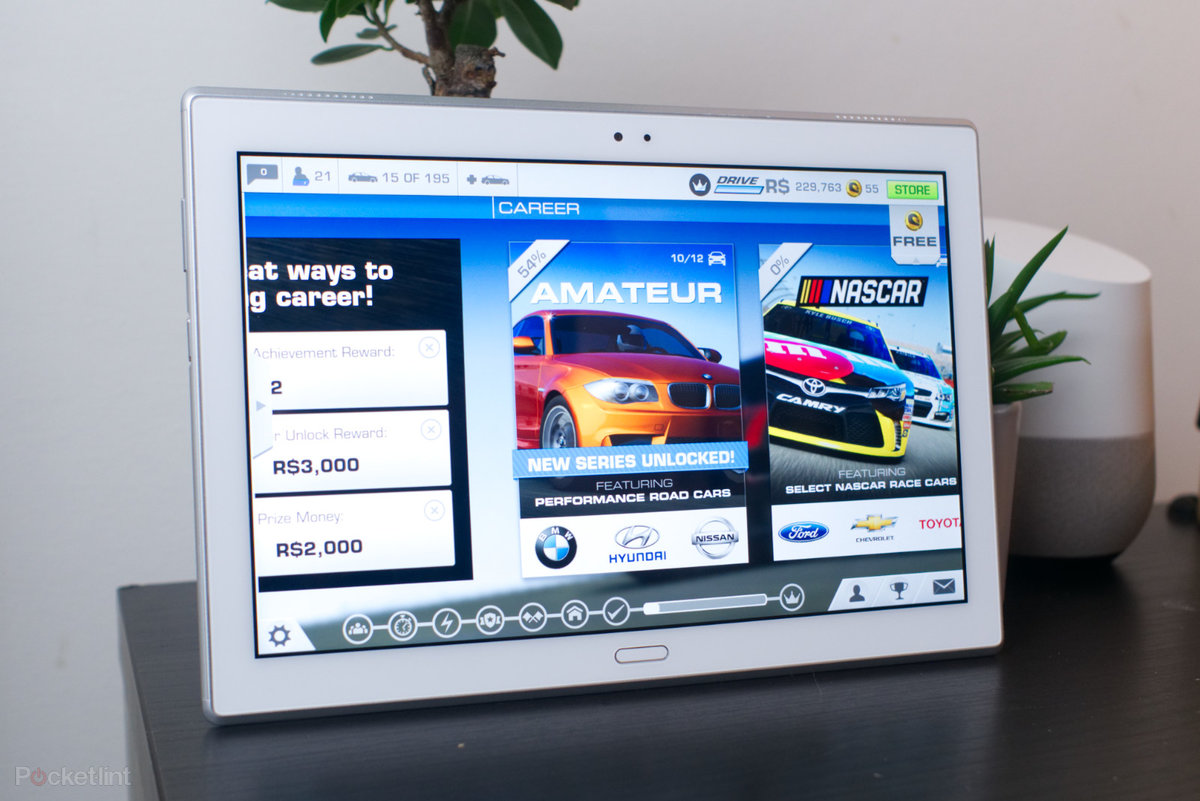 0
21
15 OF 195
DRIVE
R$ 229,763
55
STORE
CAREER
FREE
at ways to
g career!
Achievement Reward:
2
r Unlock Reward:
R$3,000
Prize Money:
R$2,000
54%
10/12
AMATEUR
NEW SERIES UNLOCKED!
FEATURING
PERFORMANCE ROAD CARS
BMW
HYUNDAI
NISSAN
0%
NASCAR
KYLE BUSCH
m
CAMRY
FEATURING
SELECT NASCAR RACE CARS
Ford
CHEVROLET
TOYOTA
Pocketlint